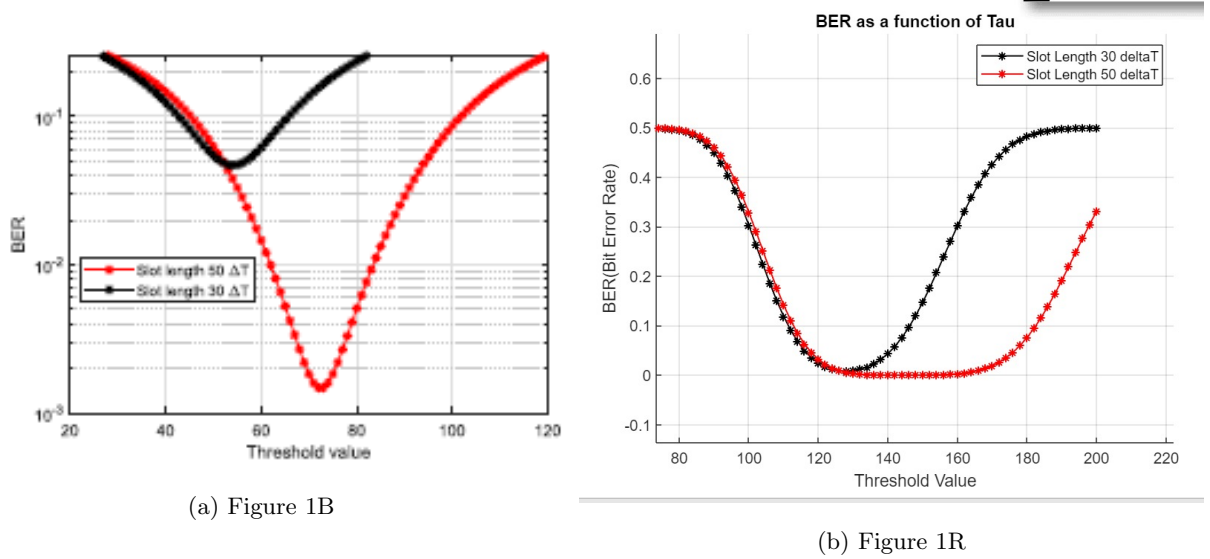 10^-1
10^-2
10^-3
BER
Slot length 50 ΔT
Slot length 30 ΔT
20 40 60 80 100 120
Threshold value
(a) Figure 1B
BER as a function of Tau
Slot Length 30 deltaT
Slot Length 50 deltaT
0.6
0.5
0.4
0.3
0.2
0.1
0
-0.1
BER(Bit Error Rate)
80 100 120 140 160 180 200 220
Threshold Value
(b) Figure 1R